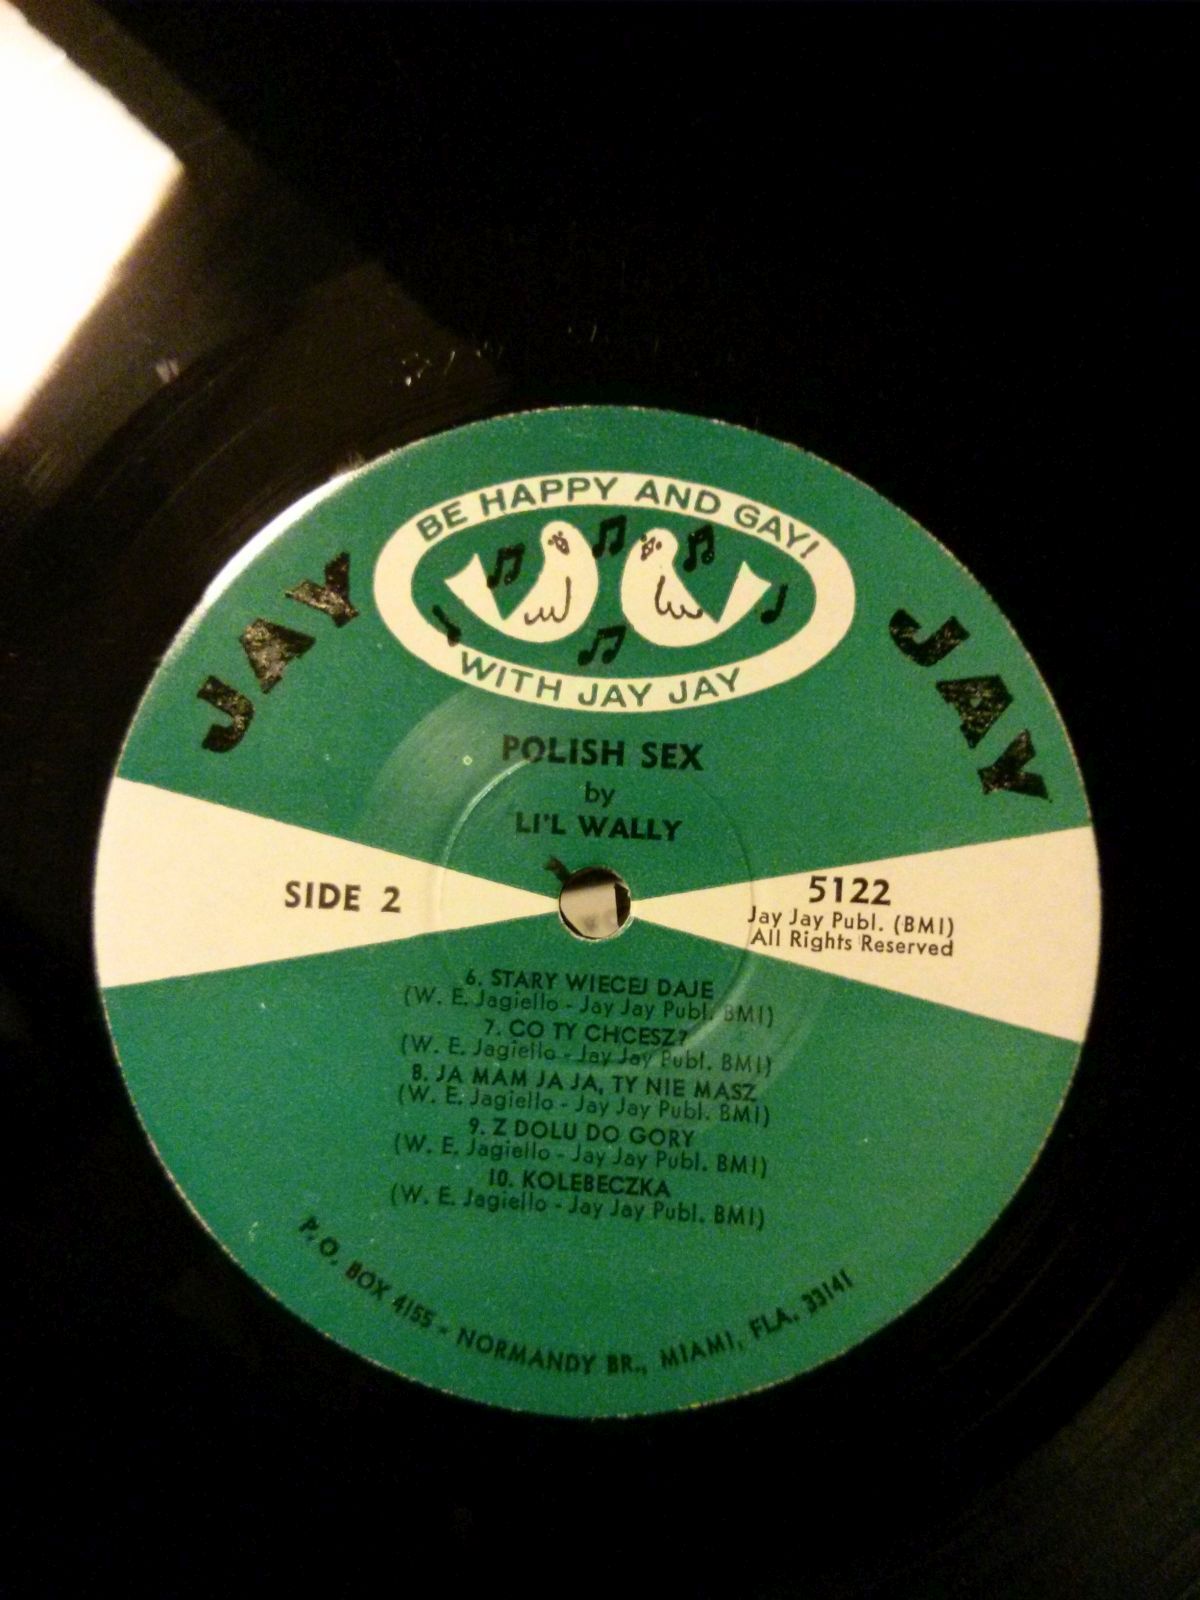 BE HAPPY AND GAY!
WITH JAY JAY
JAY
JAY
POLISH SEX
by
LI'L WALLY
SIDE 2
5122
Jay Jay Publ. (BMI)
All Rights Reserved
6. STARY WIECEJ DAJE
(W. E. Jagiello - Jay Jay Publ. BMI)
7. CO TY CHCESZ?
(W. E. Jagiello - Jay Jay Publ. BMI)
8. JA MAM JA JA, TY NIE MASZ
(W. E. Jagiello - Jay Jay Publ. BMI)
9. Z DOLU DO GORY
(W. E. Jagiello - Jay Jay Publ. BMI)
10. KOLEBECZKA
(W. E. Jagiello - Jay Jay Publ. BMI)
P. O. BOX 4155 - NORMANDY BR., MIAMI, FLA. 33141